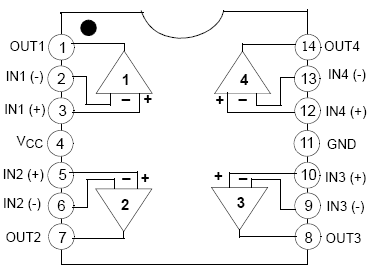 OUT1 1 14 OUT4
IN1 (-) 2 1 4 13 IN4 (-)
− + + −
IN1 (+) 3 12 IN4 (+)
VCC 4 11 GND
IN2 (+) 5 − + + − 10 IN3 (+)
IN2 (-) 6 2 3 9 IN3 (-)
OUT2 7 8 OUT3